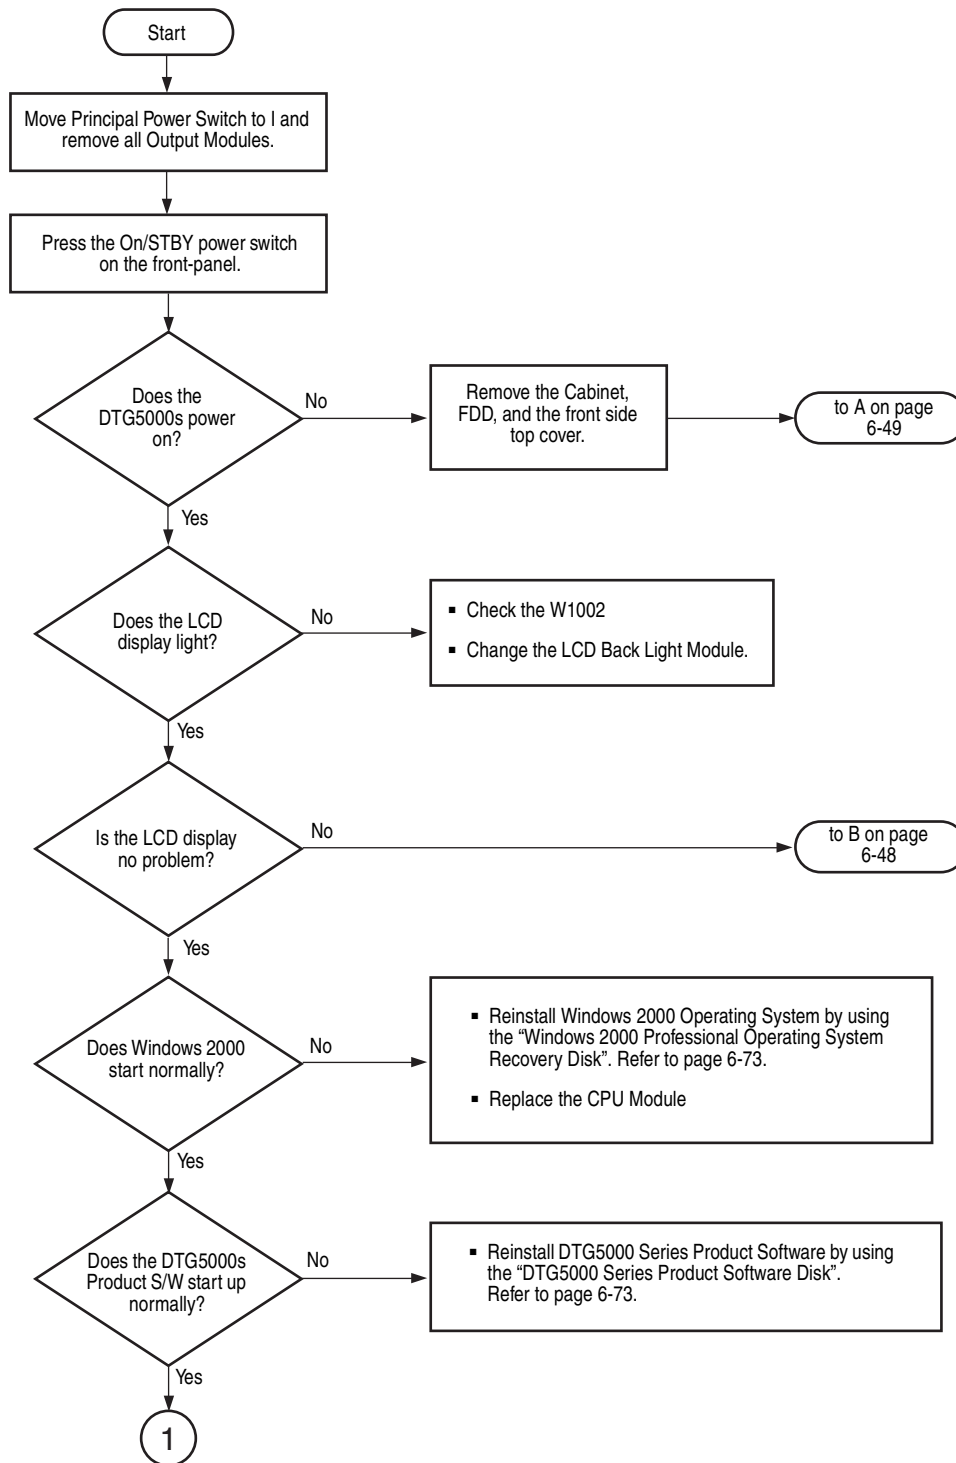 Start
Move Principal Power Switch to I and
remove all Output Modules.
Press the On/STBY power switch
on the front-panel.
Does the
DTG5000s power
on?
No
Remove the Cabinet,
FDD, and the front side
top cover.
to A on page
6-49
Yes
Does the LCD
display light?
No
▪ Check the W1002
▪ Change the LCD Back Light Module.
Yes
Is the LCD display
no problem?
No
to B on page
6-48
Yes
Does Windows 2000
start normally?
No
▪ Reinstall Windows 2000 Operating System by using
the “Windows 2000 Professional Operating System
Recovery Disk”. Refer to page 6-73.
▪ Replace the CPU Module
Yes
Does the DTG5000s
Product S/W start up
normally?
No
▪ Reinstall DTG5000 Series Product Software by using
the “DTG5000 Series Product Software Disk”.
Refer to page 6-73.
Yes
1